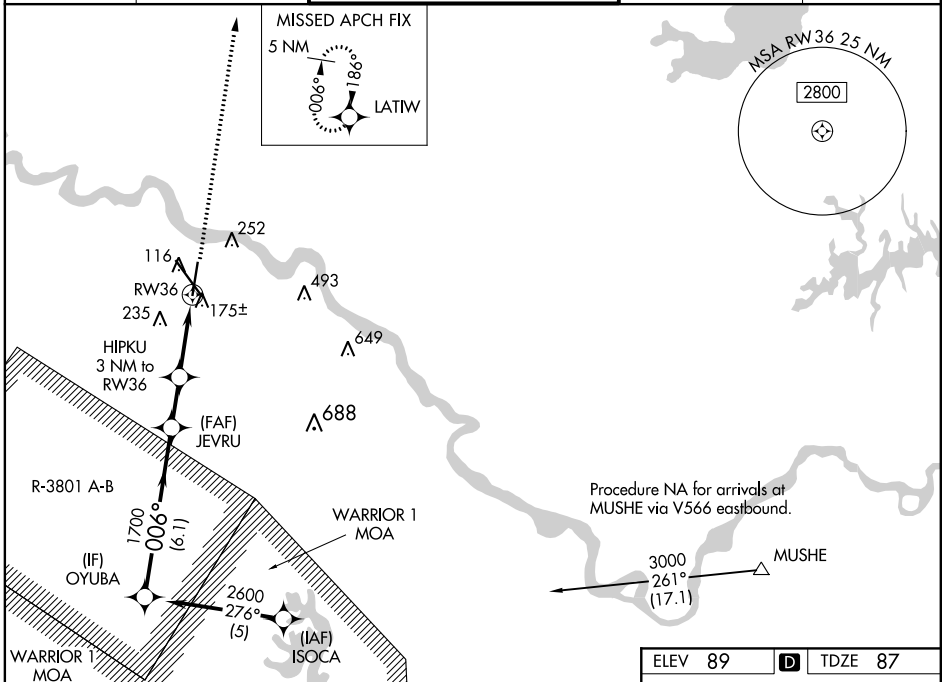 MISSED APCH FIX
5 NM
006°
186°
LATIW
MSA RW36 25 NM
2800
252
116
RW36
175±
493
235
649
HIPKU
3 NM to
RW36
688
(FAF)
JEVRU
R-3801 A-B
WARRIOR 1
MOA
Procedure NA for arrivals at
MUSHE via V566 eastbound.
1700
006°
(6.1)
(IF)
OYUBA
2600
276°
(5)
(IAF)
ISOCA
3000
261°
(17.1)
MUSHE
WARRIOR 1
MOA
ELEV 89 D TDZE 87